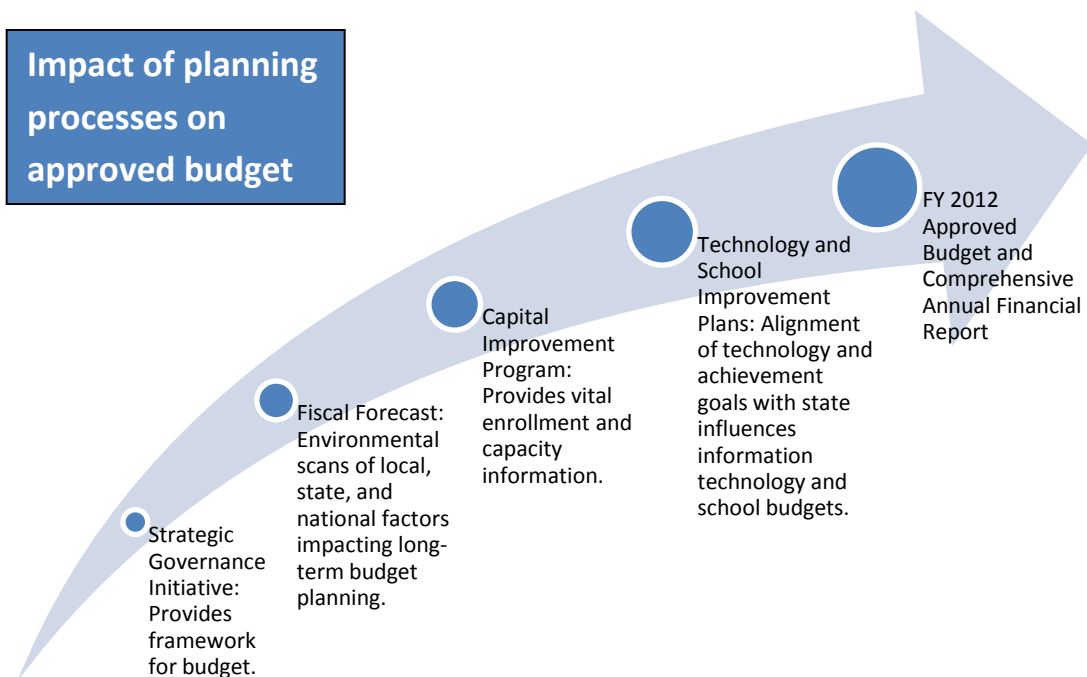 Impact of planning
processes on
approved budget
Strategic
Governance
Initiative:
Provides
framework
for budget.
Fiscal Forecast:
Environmental
scans of local,
state, and
national factors
impacting long-
term budget
planning.
Capital
Improvement
Program:
Provides vital
enrollment and
capacity
information.
Technology and
School
Improvement
Plans: Alignment
of technology and
achievement
goals with state
influences
information
technology and
school budgets.
FY 2012
Approved
Budget and
Comprehensive
Annual Financial
Report